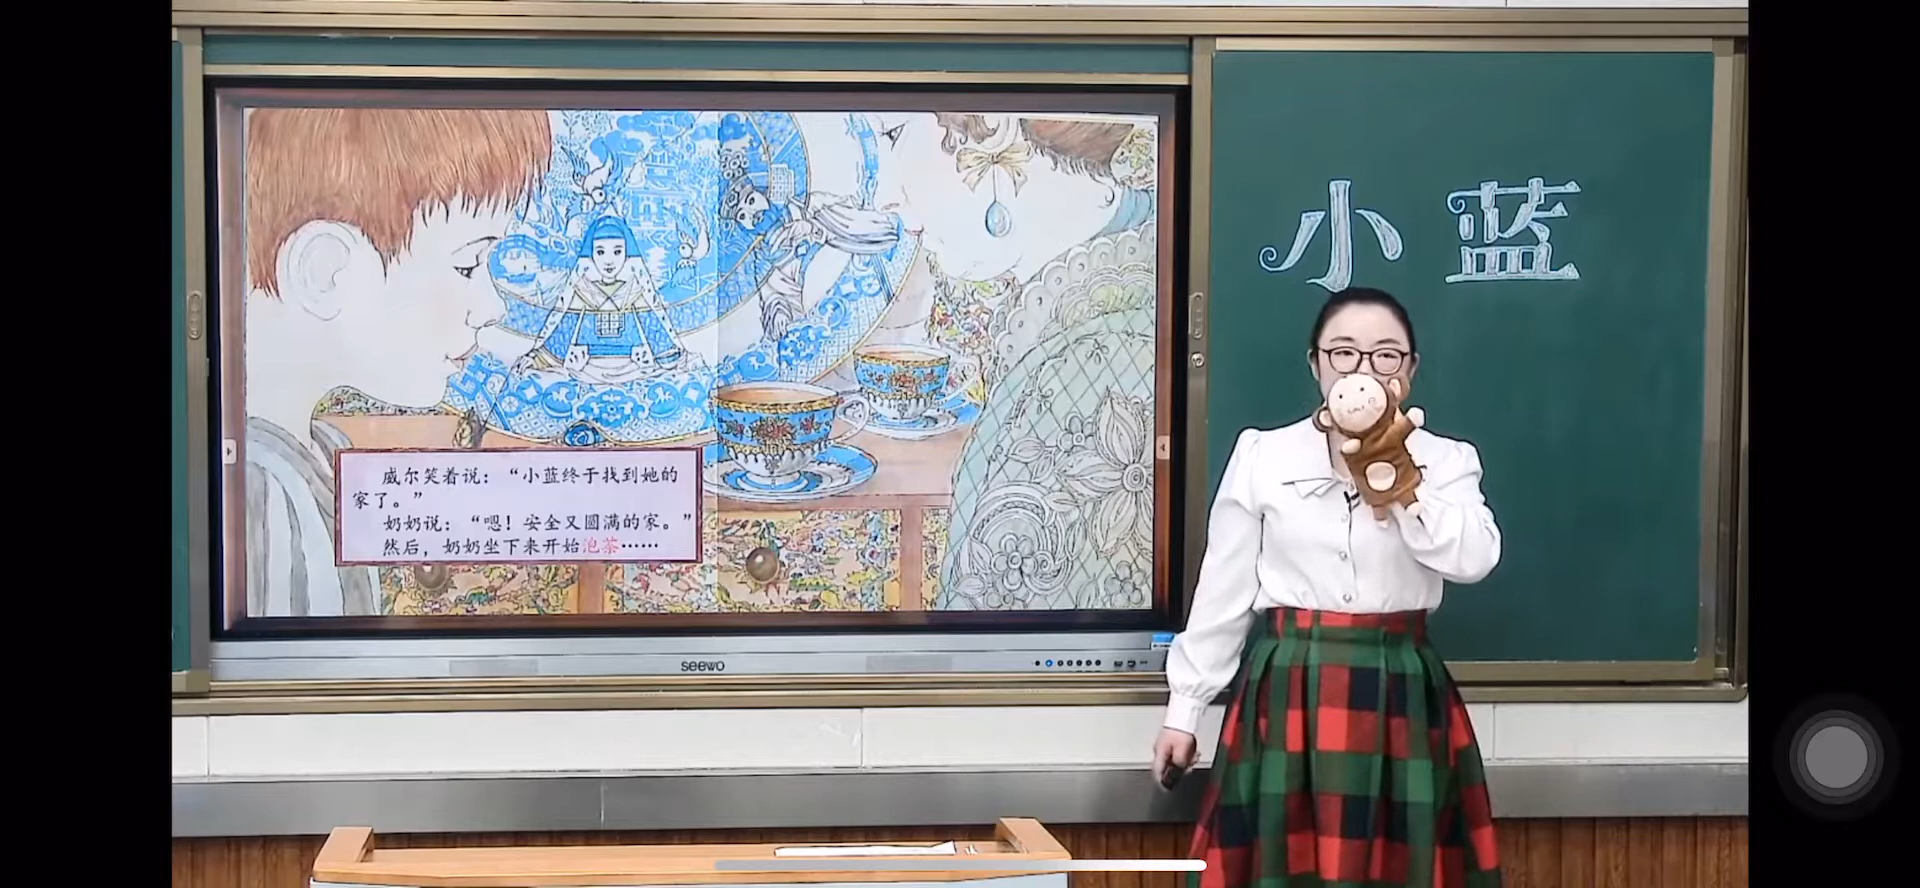 小蓝
威尔笑着说：“小蓝终于找到她的
家了。”
奶奶说：“嗯！安全又圆满的家。”
然后，奶奶坐下来开始泡茶……
seewo